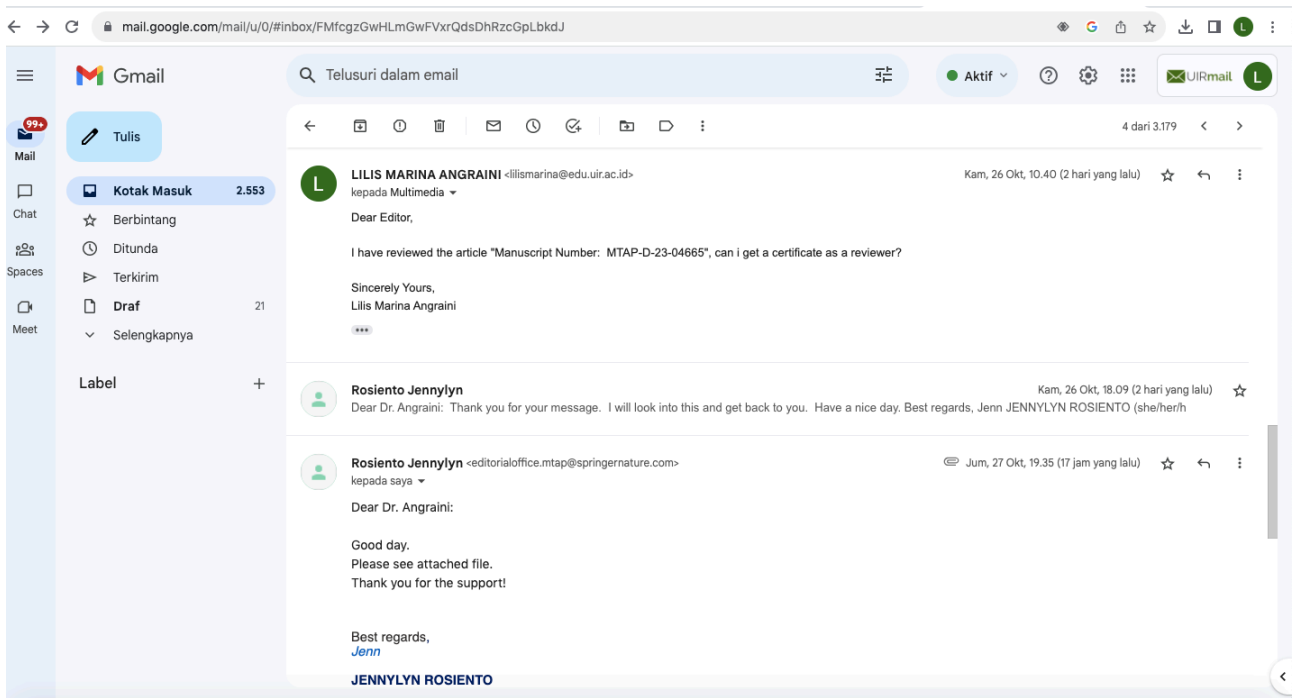 mail.google.com/mail/u/0/#inbox/FMfcgzGwHLmGwFVxrQdsDhRzcGpLbkdJ
L
Gmail
Telusuri dalam email
Aktif
UIRmail
L
99+
Mail
Chat
Spaces
Meet
Tulis
Kotak Masuk 2.553
Berbintang
Ditunda
Terkirim
Draf 21
Selengkapnya
Label
4 dari 3.179
L
LILIS MARINA ANGRAINI <lilismarina@edu.uir.ac.id> Kam, 26 Okt, 10.40 (2 hari yang lalu)
kepada Multimedia
Dear Editor,
I have reviewed the article "Manuscript Number: MTAP-D-23-04665", can i get a certificate as a reviewer?
Sincerely Yours,
Lilis Marina Angraini
Rosiento Jennylyn Kam, 26 Okt, 18.09 (2 hari yang lalu)
Dear Dr. Angraini: Thank you for your message. I will look into this and get back to you. Have a nice day. Best regards, Jenn JENNYLYN ROSIENTO (she/her/h
Rosiento Jennylyn <editorialoffice.mtap@springernature.com> Jum, 27 Okt, 19.35 (17 jam yang lalu)
kepada saya
Dear Dr. Angraini:
Good day.
Please see attached file.
Thank you for the support!
Best regards,
Jenn
JENNYLYN ROSIENTO